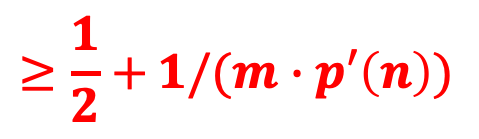 ≥ 1/2 + 1/(m · p′(n))